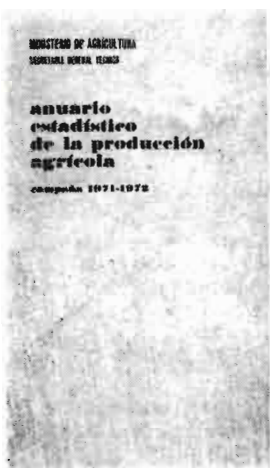 MINISTERIO DE AGRICULTURA
SECRETARIA GENERAL TECNICA
anuario
estadístico
de la producción
agrícola
campaña 1971-1972